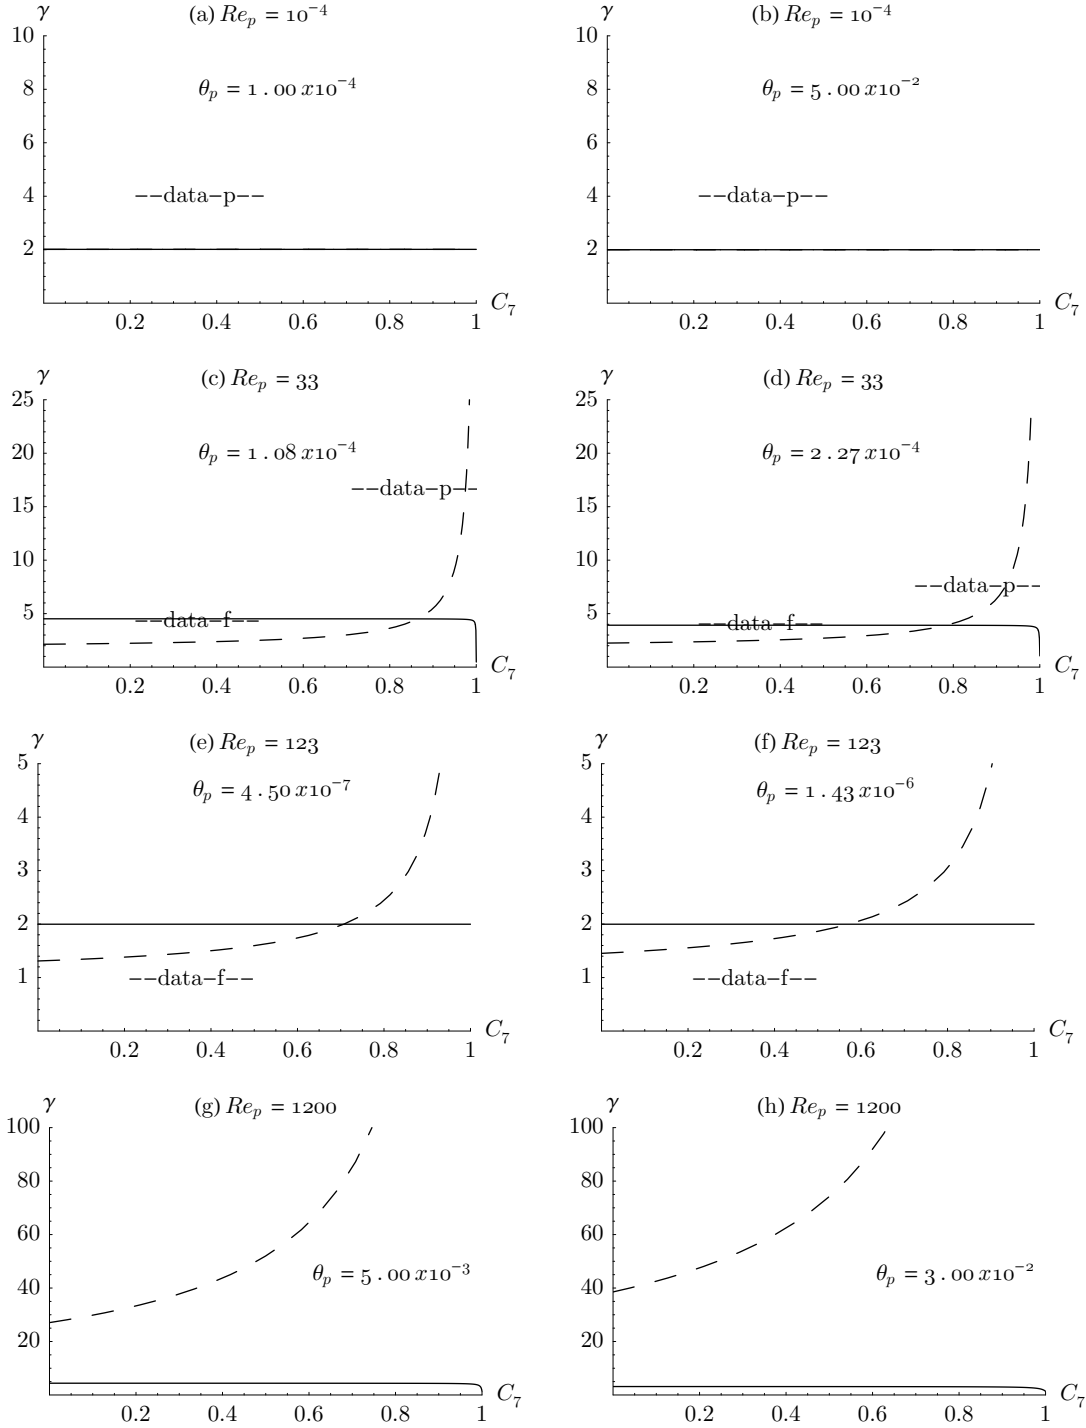 γ (a) Re_p = 10^−4
10
8
θ_p = 1.00 x10^−4
6
4
−−data−p−−
2
C_7
0.2 0.4 0.6 0.8 1
γ (b) Re_p = 10^−4
10
8
θ_p = 5.00 x10^−2
6
4
−−data−p−−
2
C_7
0.2 0.4 0.6 0.8 1
γ (c) Re_p = 33
25
20
θ_p = 1.08 x10^−4
15
−−data−p−−
10
5
−−data−f−−
C_7
0.2 0.4 0.6 0.8 1
γ (d) Re_p = 33
25
20
θ_p = 2.27 x10^−4
15
10
−−data−p−−
5
−−data−f−−
C_7
0.2 0.4 0.6 0.8 1
γ (e) Re_p = 123
5
θ_p = 4.50 x10^−7
4
3
2
1
−−data−f−−
C_7
0.2 0.4 0.6 0.8 1
γ (f) Re_p = 123
5
θ_p = 1.43 x10^−6
4
3
2
1
−−data−f−−
C_7
0.2 0.4 0.6 0.8 1
γ (g) Re_p = 1200
100
80
60
θ_p = 5.00 x10^−3
40
20
C_7
0.2 0.4 0.6 0.8 1
γ (h) Re_p = 1200
100
80
60
θ_p = 3.00 x10^−2
40
20
C_7
0.2 0.4 0.6 0.8 1